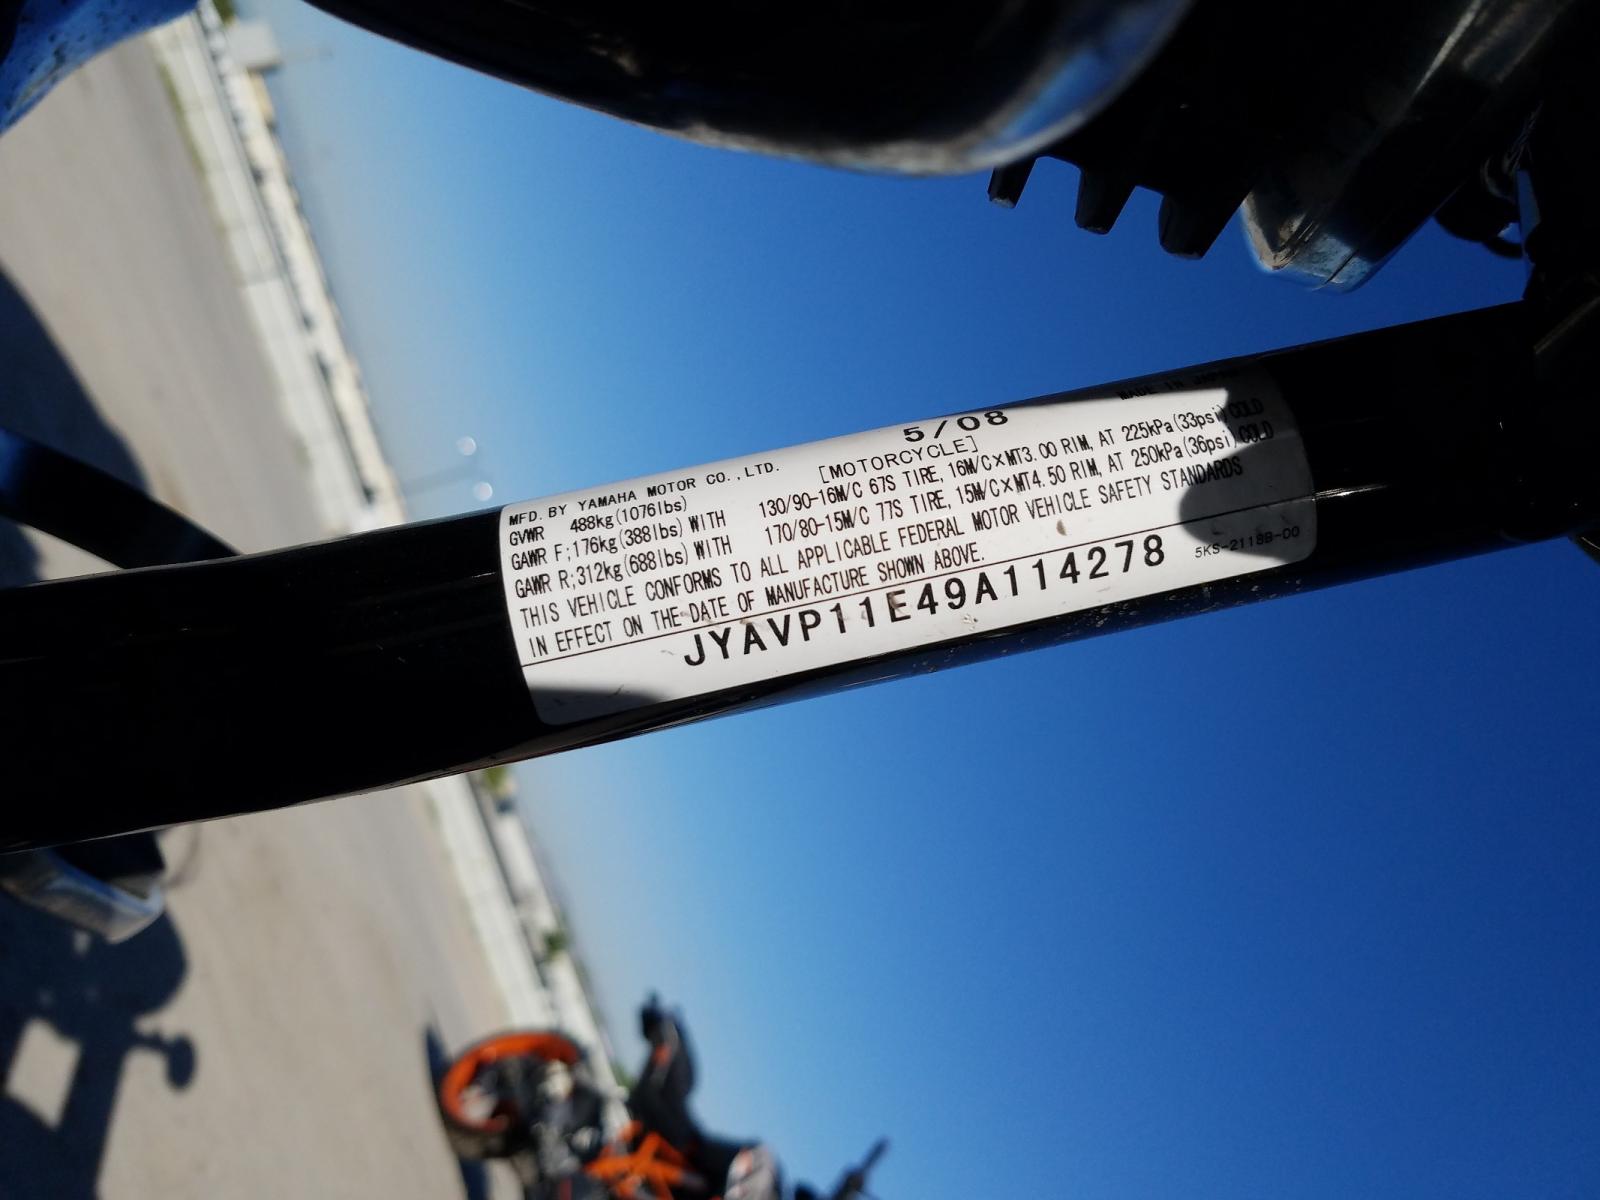 MADE IN JAPAN
5/08
MFD. BY YAMAHA MOTOR CO.,LTD. [MOTORCYCLE]
GVWR 488kg(1076lbs)
GAWR F;176kg(388lbs) WITH 130/90-16M/C 67S TIRE, 16M/C×MT3.00 RIM, AT 225kPa(33psi) COLD
GAWR R;312kg(688lbs) WITH 170/80-15M/C 77S TIRE, 15M/C×MT4.50 RIM, AT 250kPa(36psi) COLD
THIS VEHICLE CONFORMS TO ALL APPLICABLE FEDERAL MOTOR VEHICLE SAFETY STANDARDS
IN EFFECT ON THE DATE OF MANUFACTURE SHOWN ABOVE.
JYAVP11E49A114278
5KS-2118B-00